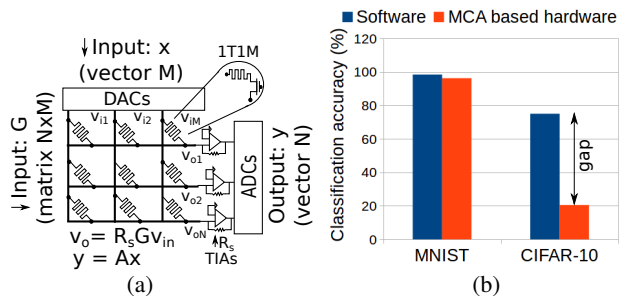 Input: x
(vector M)
1T1M
DACs
v_i1 v_i2 v_iM
Input: G
(matrix NxM)
v_o1
v_o2
v_oN
ADCs
Output: y
(vector N)
R_s
TIAs
v_o= R_sGv_in
y = Ax
(a)
Software MCA based hardware
Classification accuracy (%)
120
100
80
60
40
20
0
gap
MNIST CIFAR-10
(b)